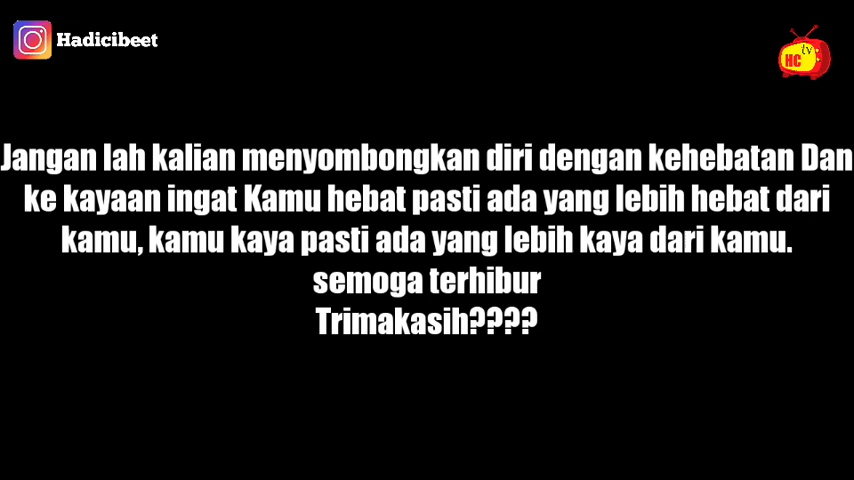 Hadicibeet
HC tv
Jangan lah kalian menyombongkan diri dengan kehebatan Dan
ke kayaan ingat Kamu hebat pasti ada yang lebih hebat dari
kamu, kamu kaya pasti ada yang lebih kaya dari kamu.
semoga terhibur
Trimakasih????